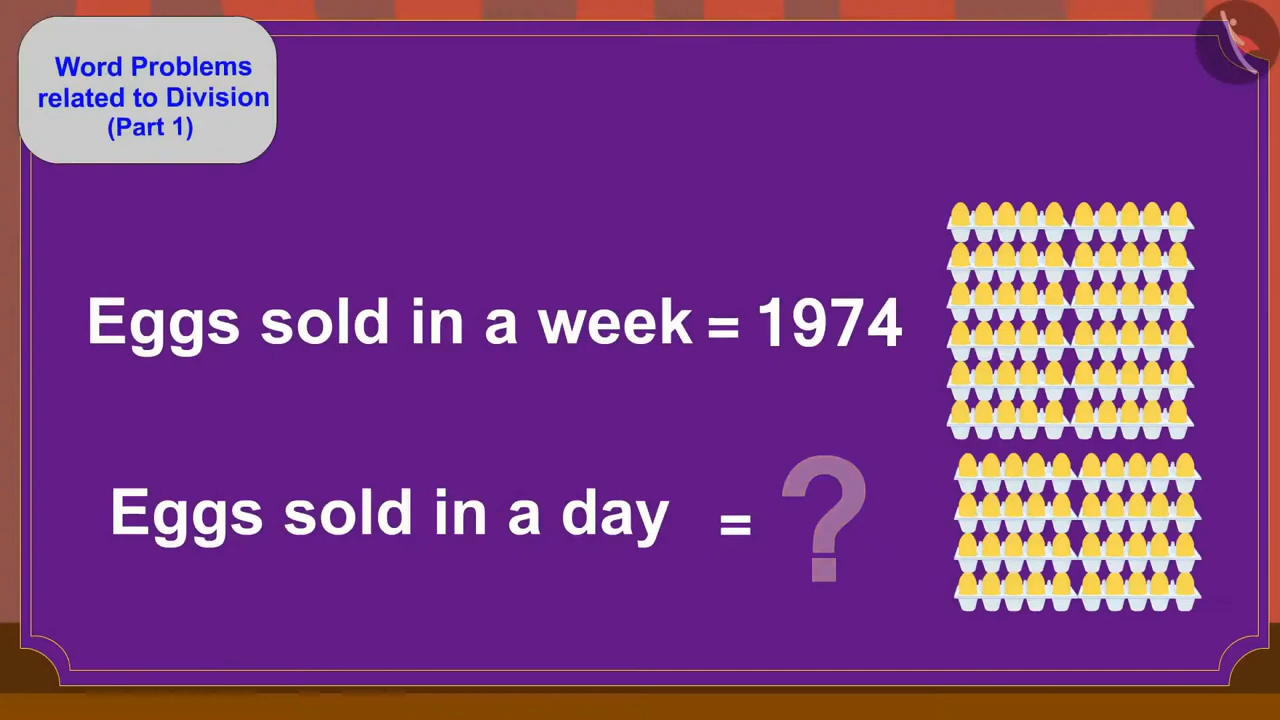 Word Problems
related to Division
(Part 1)
Eggs sold in a week = 1974
Eggs sold in a day = ?